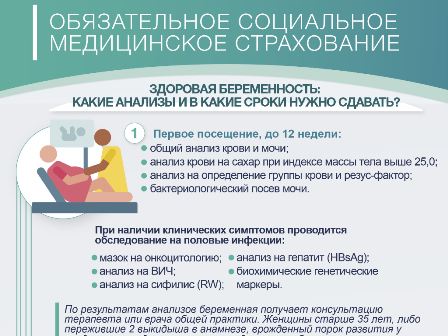 ОБЯЗАТЕЛЬНОЕ СОЦИАЛЬНОЕ
МЕДИЦИНСКОЕ СТРАХОВАНИЕ
ЗДОРОВАЯ БЕРЕМЕННОСТЬ:
КАКИЕ АНАЛИЗЫ И В КАКИЕ СРОКИ НУЖНО СДАВАТЬ?
1 Первое посещение, до 12 недели:
общий анализ крови и мочи;
анализ крови на сахар при индексе массы тела выше 25,0;
анализ на определение группы крови и резус-фактор;
бактериологический посев мочи.
При наличии клинических симптомов проводится
обследование на половые инфекции:
мазок на онкоцитологию;
анализ на ВИЧ;
анализ на сифилис (RW);
анализ на гепатит (HBsAg);
биохимические генетические
маркеры.
По результатам анализов беременная получает консультацию
терапевта или врача общей практики. Женщины старше 35 лет, либо
пережившие 2 выкидыша в анамнезе, врожденный порок развития у